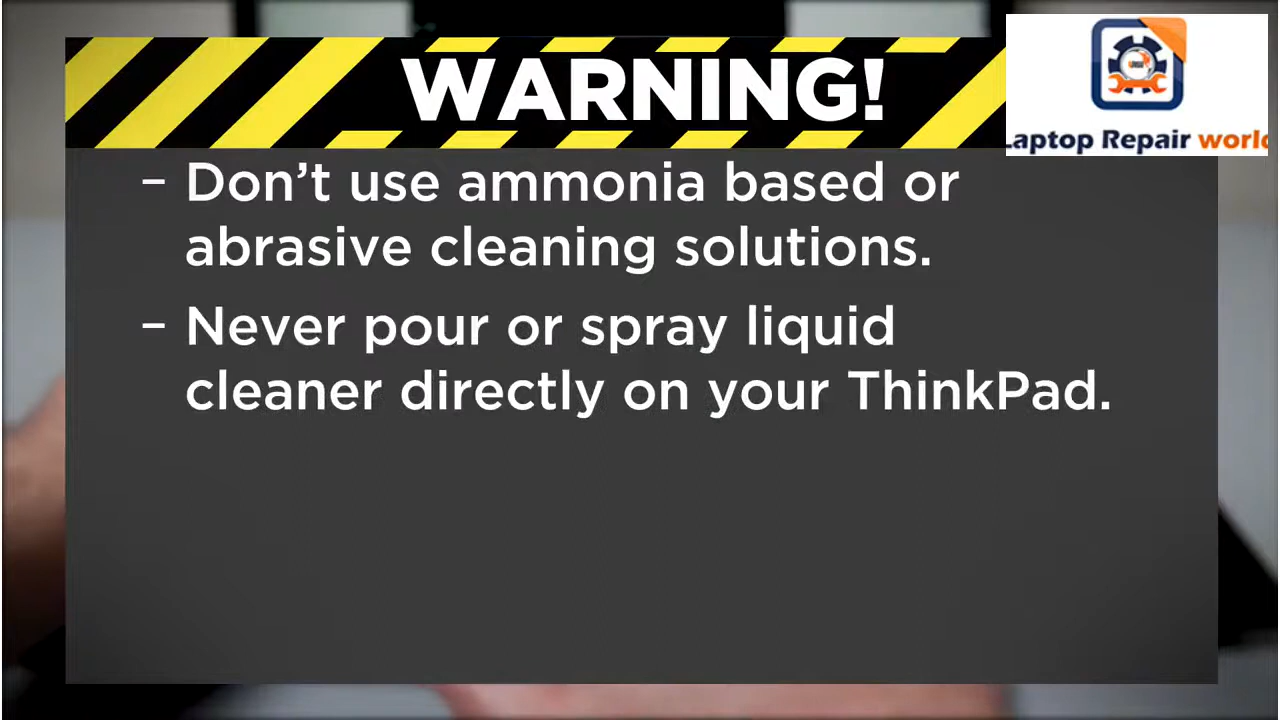 WARNING!
Laptop Repair world
– Don't use ammonia based or
abrasive cleaning solutions.
– Never pour or spray liquid
cleaner directly on your ThinkPad.